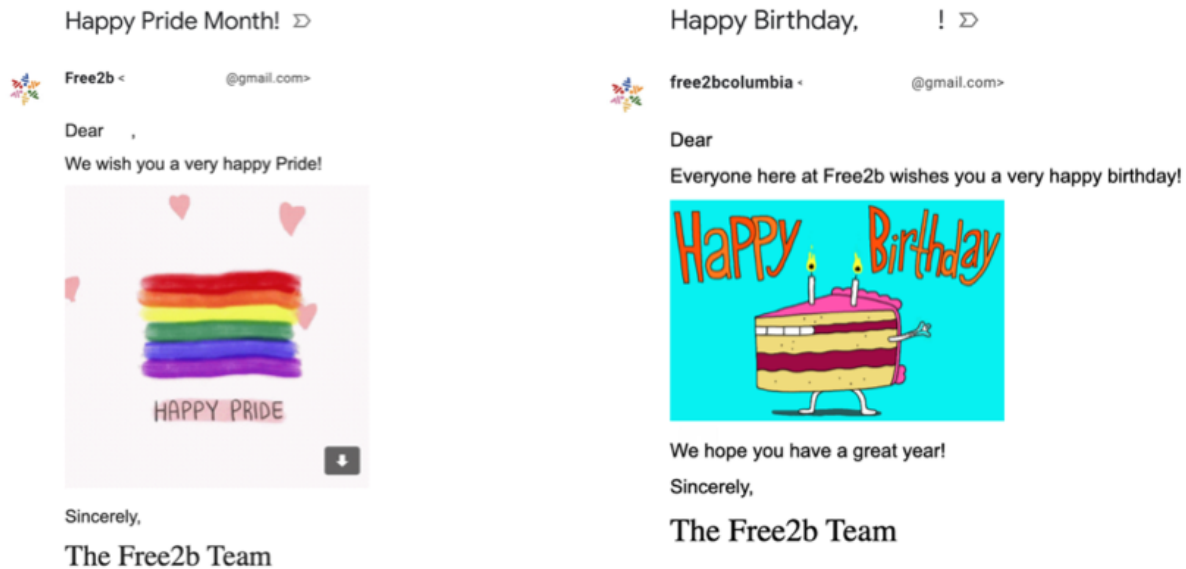 Happy Pride Month!
Free2b < @gmail.com>
Dear ,
We wish you a very happy Pride!
HAPPY PRIDE
Sincerely,
The Free2b Team
Happy Birthday, !
free2bcolumbia < @gmail.com>
Dear
Everyone here at Free2b wishes you a very happy birthday!
HaPPy Birthday
We hope you have a great year!
Sincerely,
The Free2b Team